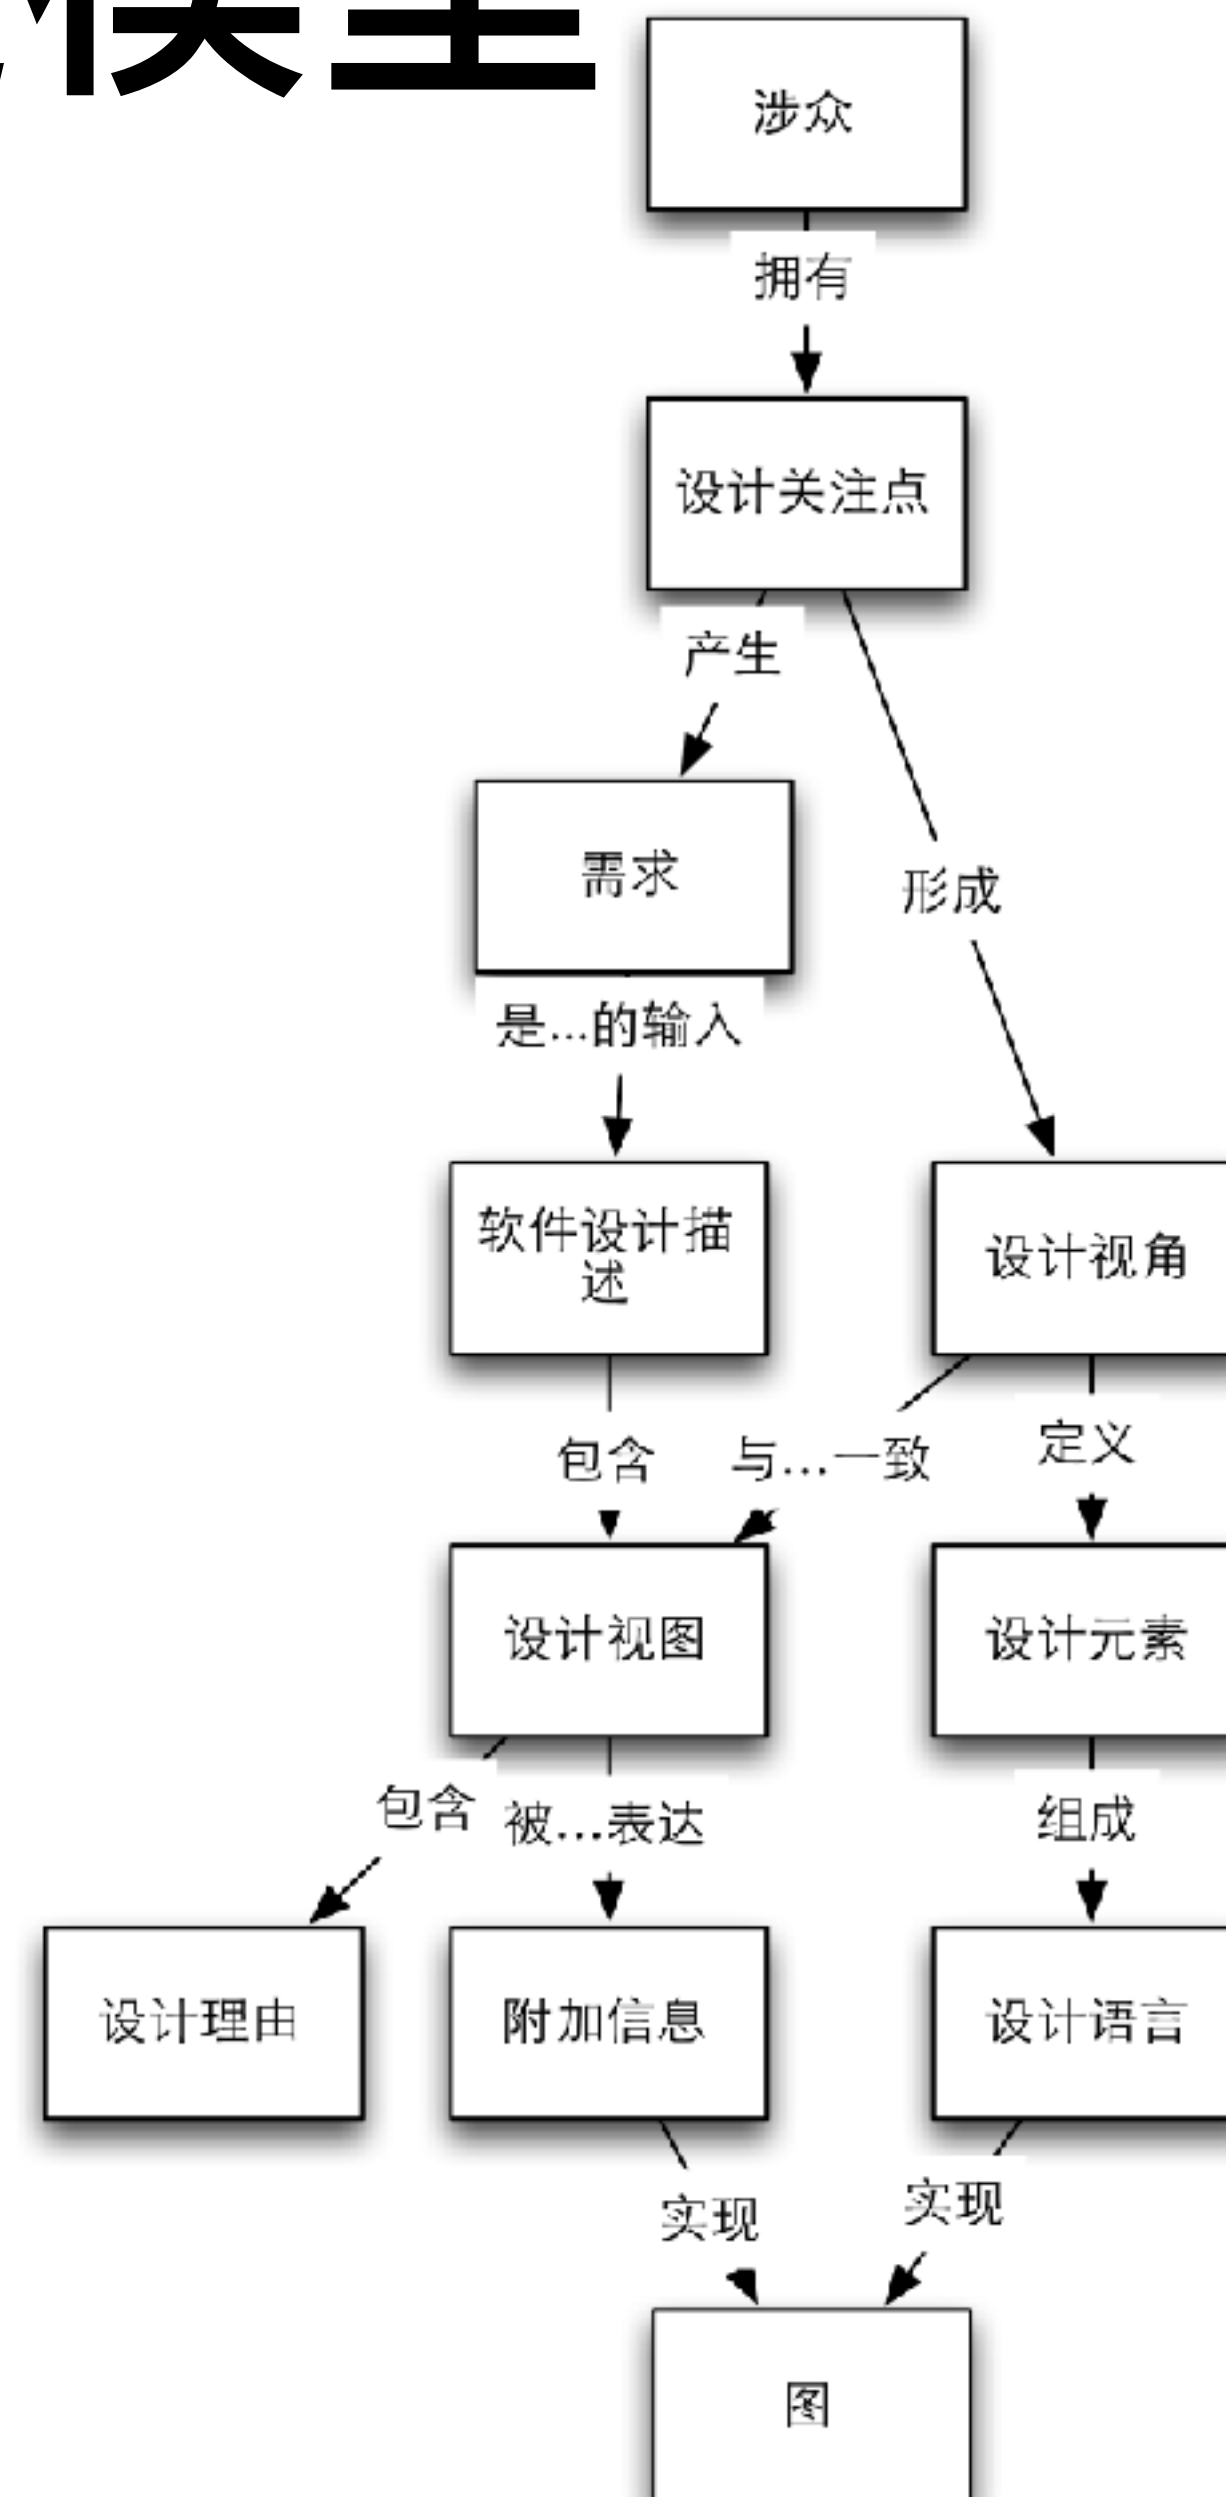 模型
涉众
拥有
设计关注点
产生
需求
形成
是...的输入
软件设计描
述
设计视角
包含
与...一致
定义
设计视图
设计元素
包含
被...表达
组成
设计理由
附加信息
设计语言
实现
实现
图